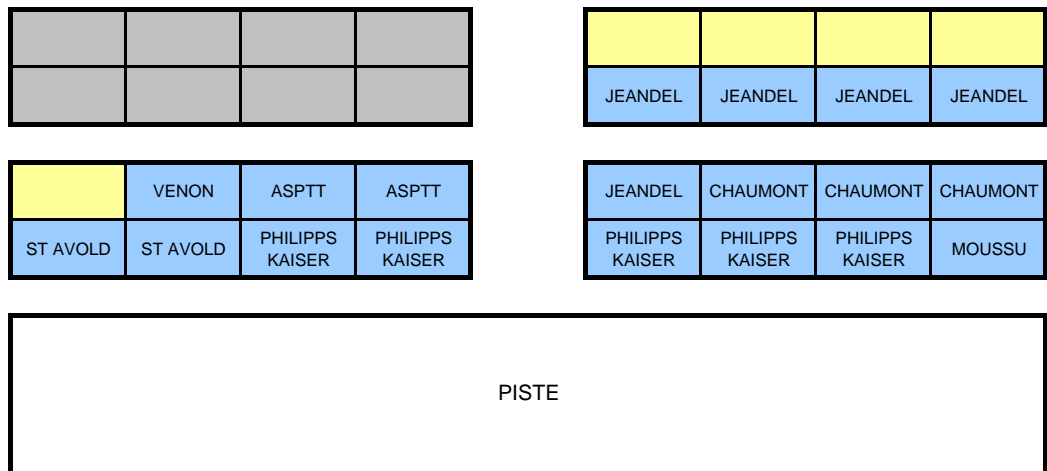 JEANDEL JEANDEL JEANDEL JEANDEL
VENON ASPTT ASPTT JEANDEL CHAUMONT CHAUMONT CHAUMONT
ST AVOLD ST AVOLD PHILIPPS KAISER PHILIPPS KAISER PHILIPPS KAISER PHILIPPS KAISER PHILIPPS KAISER MOUSSU
PISTE